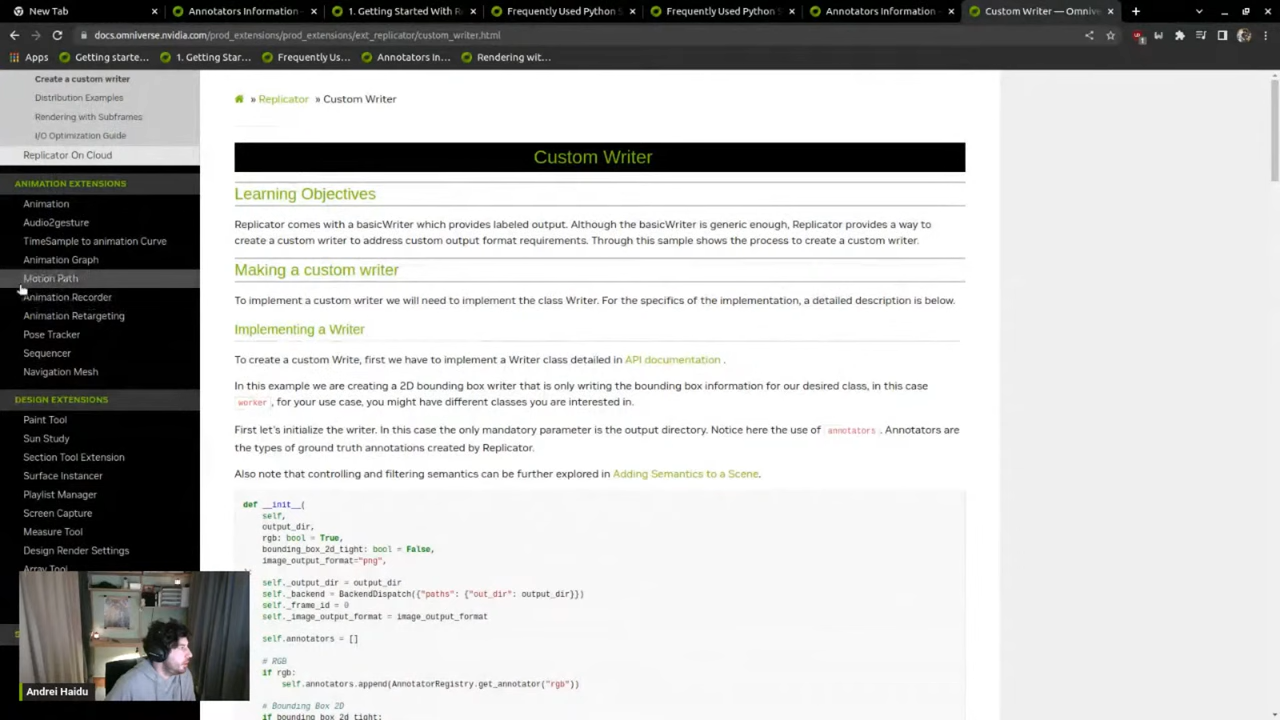 New Tab
Annotators Information
1. Getting Started With R
Frequently Used Python S
Frequently Used Python S
Annotators Information
Custom Writer — Omnive
docs.omniverse.nvidia.com/prod_extensions/prod_extensions/ext_replicator/custom_writer.html
Apps
Getting starte...
1. Getting Star...
Frequently Us...
Annotators In...
Rendering wit...
Create a custom writer
Distribution Examples
Rendering with Subframes
I/O Optimization Guide
Replicator On Cloud
ANIMATION EXTENSIONS
Animation
Audio2gesture
TimeSample to animation Curve
Animation Graph
Motion Path
Animation Recorder
Animation Retargeting
Pose Tracker
Sequencer
Navigation Mesh
DESIGN EXTENSIONS
Paint Tool
Sun Study
Section Tool Extension
Surface Instancer
Playlist Manager
Screen Capture
Measure Tool
Design Render Settings
Array Tool
Andrei Haidu
» Replicator » Custom Writer
Custom Writer
Learning Objectives
Replicator comes with a basicWriter which provides labeled output. Although the basicWriter is generic enough, Replicator provides a way to
create a custom writer to address custom output format requirements. Through this sample shows the process to create a custom writer.
Making a custom writer
To implement a custom writer we will need to implement the class Writer. For the specifics of the implementation, a detailed description is below.
Implementing a Writer
To create a custom Write, first we have to implement a Writer class detailed in API documentation .
In this example we are creating a 2D bounding box writer that is only writing the bounding box information for our desired class, in this case
worker , for your use case, you might have different classes you are interested in.
First let's initialize the writer. In this case the only mandatory parameter is the output directory. Notice here the use of annotators . Annotators are
the types of ground truth annotations created by Replicator.
Also note that controlling and filtering semantics can be further explored in Adding Semantics to a Scene.
def __init__(
self,
output_dir,
rgb: bool = True,
bounding_box_2d_tight: bool = False,
image_output_format="png",
self._output_dir = output_dir
self._backend = BackendDispatch({"paths": {"out_dir": output_dir}})
self._frame_id = 0
self._image_output_format = image_output_format
self.annotators = []
# RGB
if rgb:
self.annotators.append(AnnotatorRegistry.get_annotator("rgb"))
# Bounding Box 2D
if bounding_box_2d_tight: